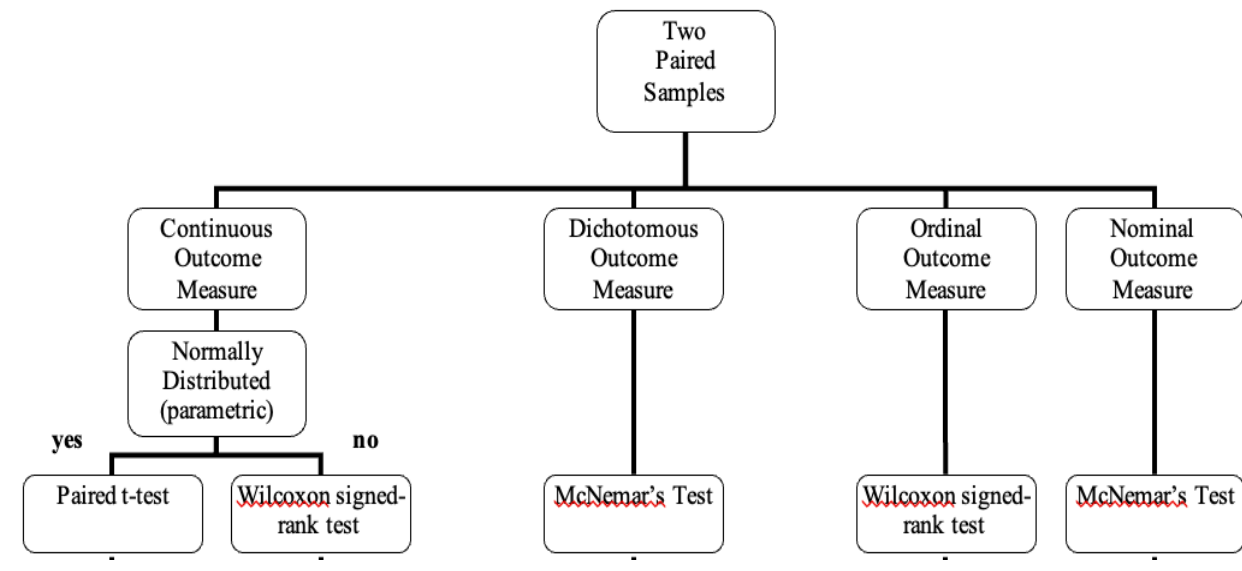 Two
Paired
Samples
Continuous
Outcome
Measure
Dichotomous
Outcome
Measure
Ordinal
Outcome
Measure
Nominal
Outcome
Measure
Normally
Distributed
(parametric)
yes
no
Paired t-test
Wilcoxon signed-
rank test
McNemar's Test
Wilcoxon signed-
rank test
McNemar's Test